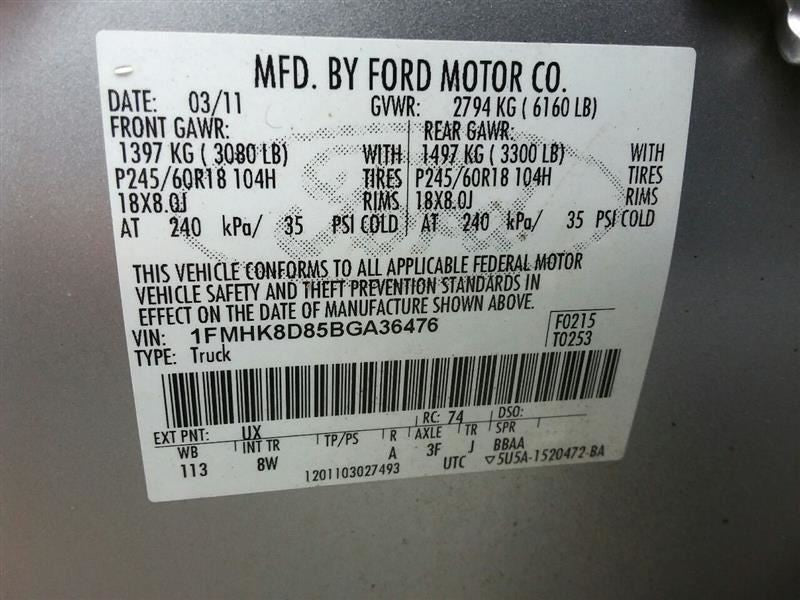 MFD. BY FORD MOTOR CO.
DATE: 03/11 GVWR: 2794 KG ( 6160 LB)
FRONT GAWR: REAR GAWR:
1397 KG ( 3080 LB) WITH 1497 KG ( 3300 LB) WITH
P245/60R18 104H TIRES P245/60R18 104H TIRES
18X8.0J RIMS 18X8.0J RIMS
AT 240 kPa/ 35 PSI COLD AT 240 kPa/ 35 PSI COLD
THIS VEHICLE CONFORMS TO ALL APPLICABLE FEDERAL MOTOR
VEHICLE SAFETY AND THEFT PREVENTION STANDARDS IN
EFFECT ON THE DATE OF MANUFACTURE SHOWN ABOVE.
VIN: 1FMHK8D85BGA36476 F0215
TYPE: Truck T0253
EXT PNT: UX RC: 74 DSO:
WB INT TR TP/PS R AXLE TR SPR
113 8W A 3F J BBAA
1201103027493 UTC ▽5U5A-1520472-BA